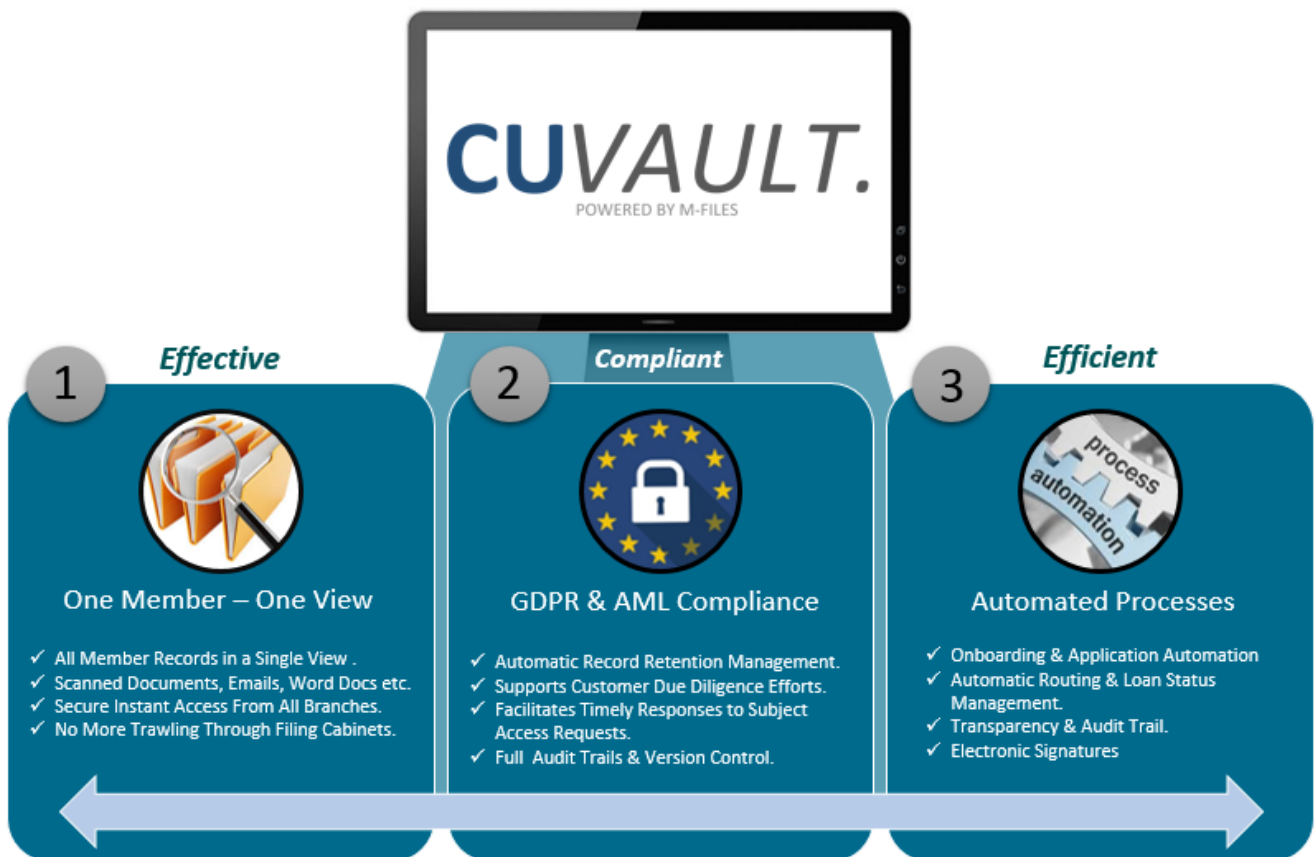 CUVAULT.
POWERED BY M-FILES
1
Effective
One Member – One View
✓ All Member Records in a Single View .
✓ Scanned Documents, Emails, Word Docs etc.
✓ Secure Instant Access From All Branches.
✓ No More Trawling Through Filing Cabinets.
2
Compliant
GDPR & AML Compliance
✓ Automatic Record Retention Management.
✓ Supports Customer Due Diligence Efforts.
✓ Facilitates Timely Responses to Subject
Access Requests.
✓ Full Audit Trails & Version Control.
3
Efficient
process
automation
Automated Processes
✓ Onboarding & Application Automation
✓ Automatic Routing & Loan Status
Management.
✓ Transparency & Audit Trail.
✓ Electronic Signatures